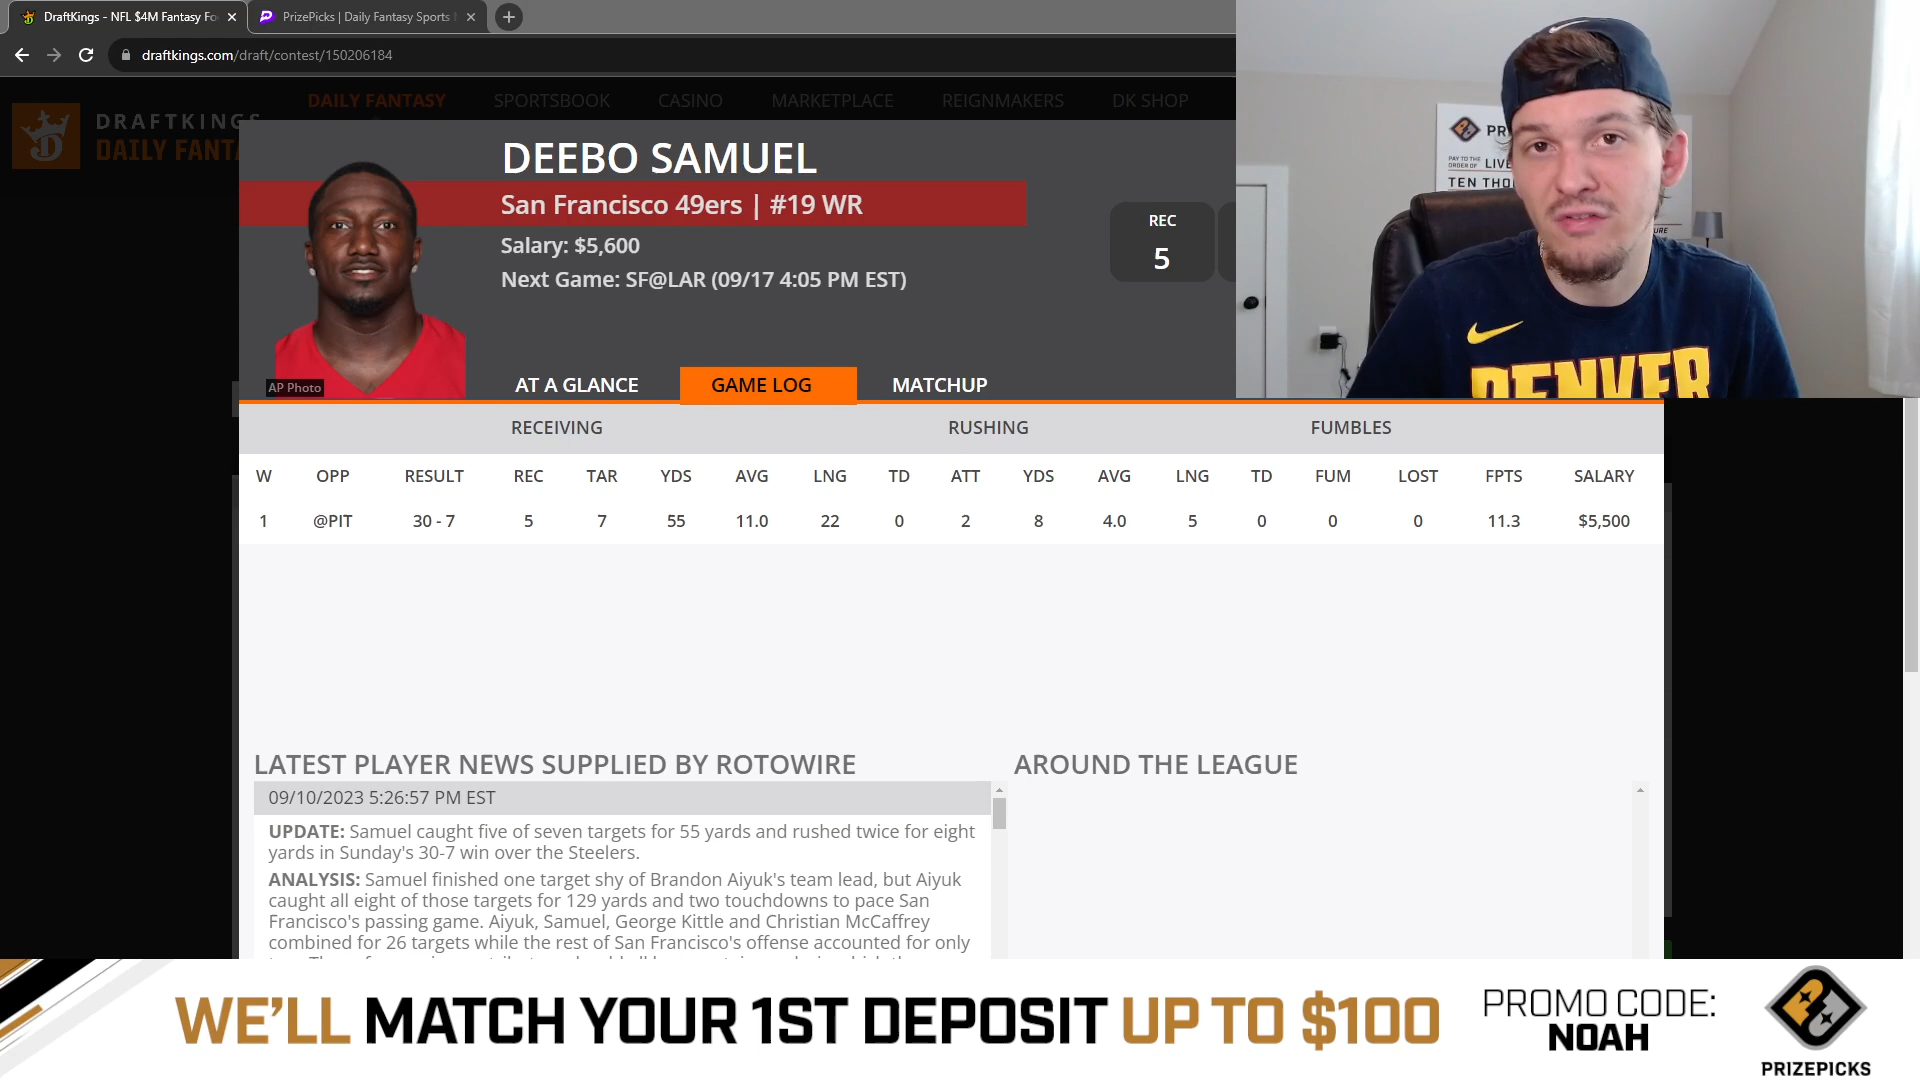 DraftKings - NFL $4M Fantasy Fo
PrizePicks | Daily Fantasy Sports
draftkings.com/draft/contest/150206184
DAILY FANTASY SPORTSBOOK CASINO MARKETPLACE REIGNMAKERS DK SHOP
DRAFTKINGS
DAILY FANTA
DEEBO SAMUEL
San Francisco 49ers | #19 WR
Salary: $5,600
Next Game: SF@LAR (09/17 4:05 PM EST)
REC
5
AP Photo
AT A GLANCE GAME LOG MATCHUP
PAY TO THE
ORDER OF LIVE
TEN THO
DENVER
RECEIVING RUSHING FUMBLES
W OPP RESULT REC TAR YDS AVG LNG TD ATT YDS AVG LNG TD FUM LOST FPTS SALARY
1 @PIT 30 - 7 5 7 55 11.0 22 0 2 8 4.0 5 0 0 0 11.3 $5,500
LATEST PLAYER NEWS SUPPLIED BY ROTOWIRE
AROUND THE LEAGUE
09/10/2023 5:26:57 PM EST
UPDATE: Samuel caught five of seven targets for 55 yards and rushed twice for eight
yards in Sunday's 30-7 win over the Steelers.
ANALYSIS: Samuel finished one target shy of Brandon Aiyuk's team lead, but Aiyuk
caught all eight of those targets for 129 yards and two touchdowns to pace San
Francisco's passing game. Aiyuk, Samuel, George Kittle and Christian McCaffrey
combined for 26 targets while the rest of San Francisco's offense accounted for only
WE'LL MATCH YOUR 1ST DEPOSIT UP TO $100
PROMO CODE:
NOAH
PRIZEPICKS